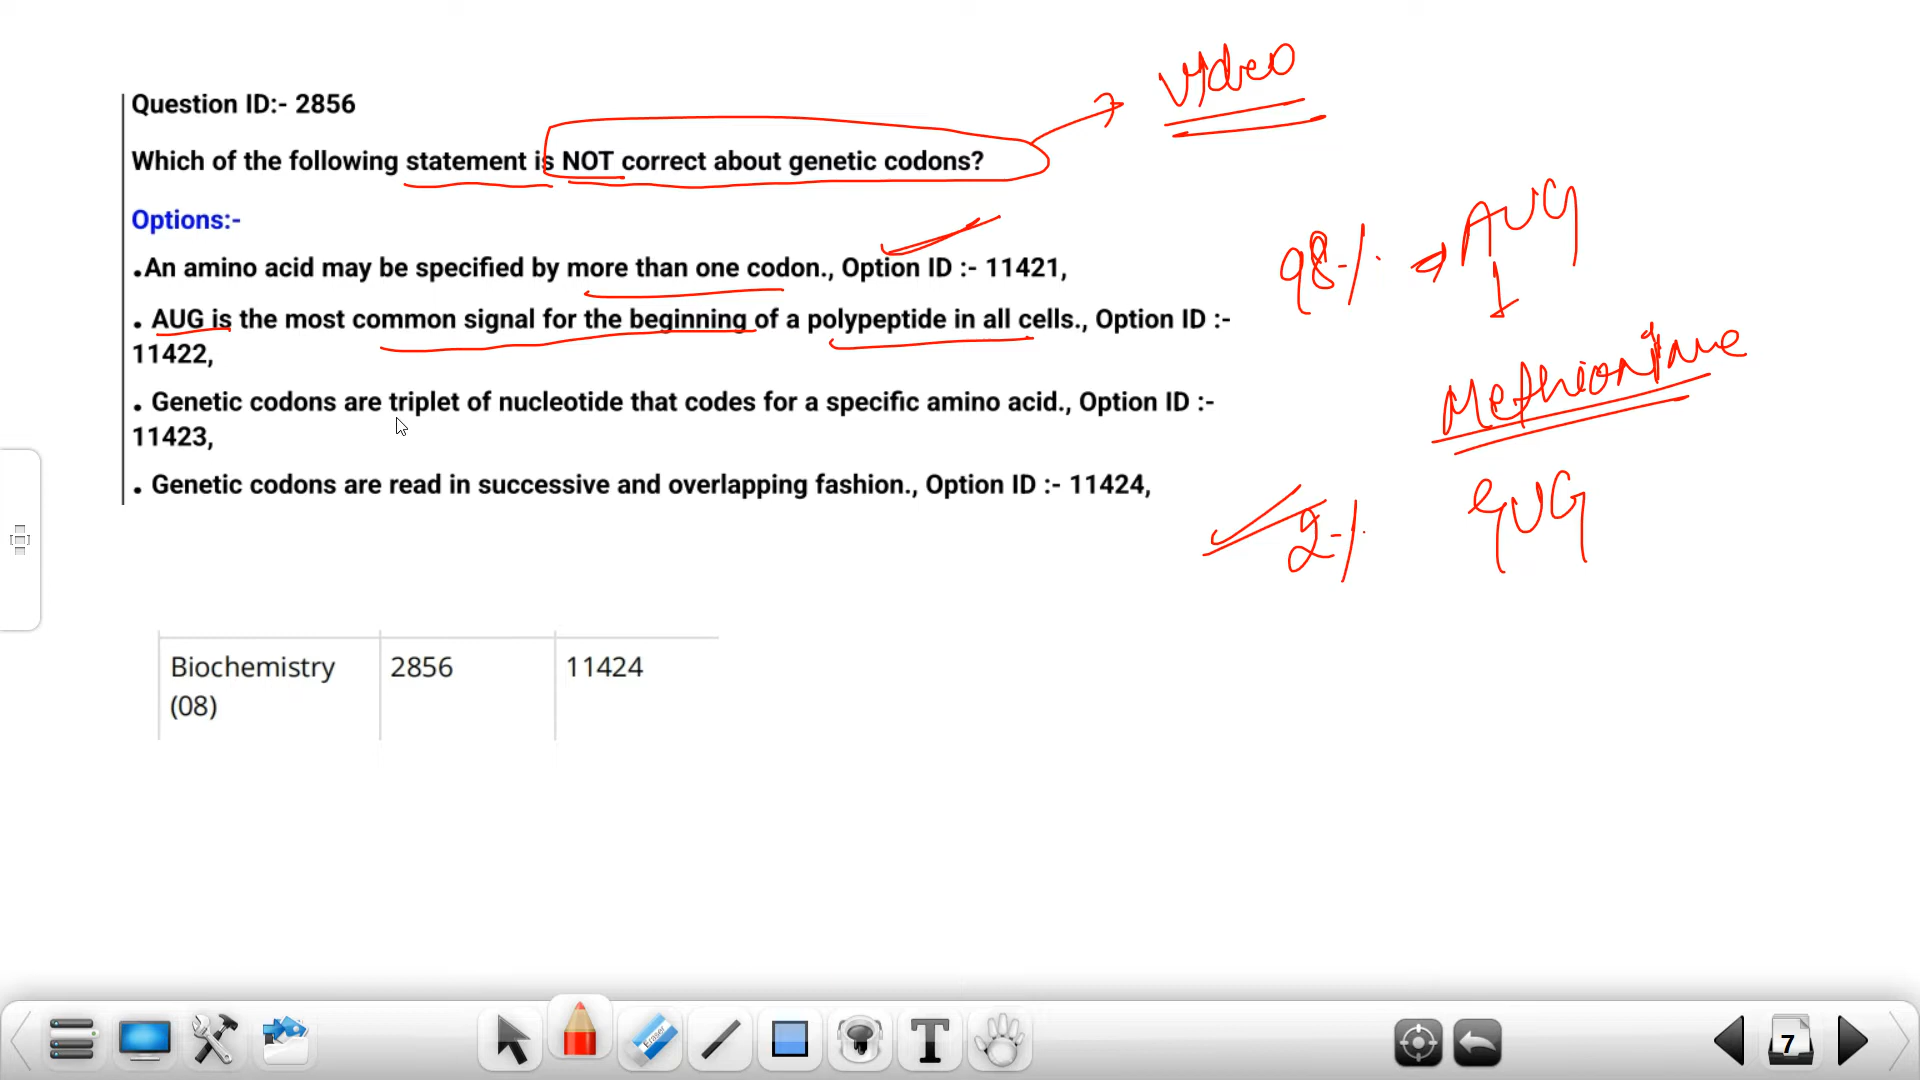 Video
Question ID:- 2856
Which of the following statement is NOT correct about genetic codons?
Options:-
.An amino acid may be specified by more than one codon., Option ID :- 11421,
. AUG is the most common signal for the beginning of a polypeptide in all cells., Option ID :-
11422,
. Genetic codons are triplet of nucleotide that codes for a specific amino acid., Option ID :-
11423,
. Genetic codons are read in successive and overlapping fashion., Option ID :- 11424,
98% → AUG
Methionine
2% GUG
Biochemistry 2856 11424
(08)
Eraser
T
7